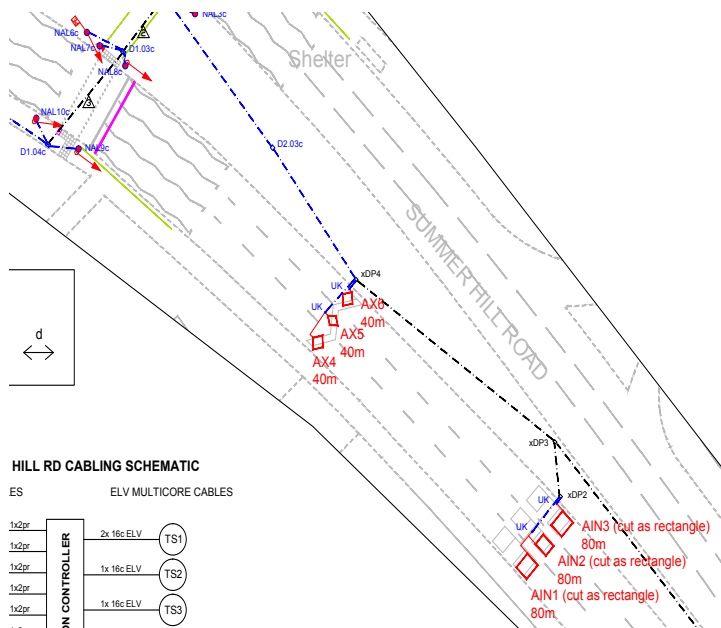 NAL3c
NAL6c
NAL7c
D1.03c
NAL8c
Shelter
3
NAL10c
D1.04c
NAL9c
D2.03c
SUMMER HILL ROAD
xDP4
UK
UK
AX6
40m
AX5
40m
AX4
40m
d
xDP3
xDP2
UK
UK
AIN3 (cut as rectangle)
80m
AIN2 (cut as rectangle)
80m
AIN1 (cut as rectangle)
80m
HILL RD CABLING SCHEMATIC
ES
ELV MULTICORE CABLES
1x2pr
2x 16c ELV
TS1
1x2pr
1x2pr
1x 16c ELV
TS2
1x2pr
1x2pr
1x 16c ELV
TS3
ON CONTROLLER